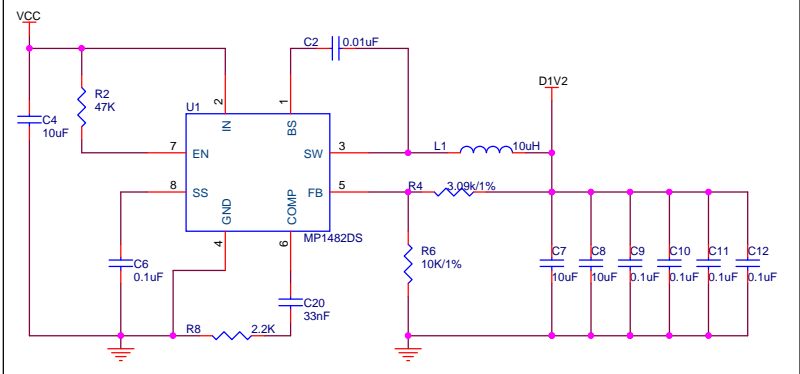 VCC
C2 0.01uF
D1V2
R2
47K
U1
2
1
C4
10uF
IN
BS
7 EN
SW 3
L1 10uH
8 SS
FB 5
R4 3.09k/1%
GND
COMP
MP1482DS
4
6
C6
0.1uF
R6
10K/1%
C7
10uF
C8
10uF
C9
0.1uF
C10
0.1uF
C11
0.1uF
C12
0.1uF
C20
33nF
R8 2.2K